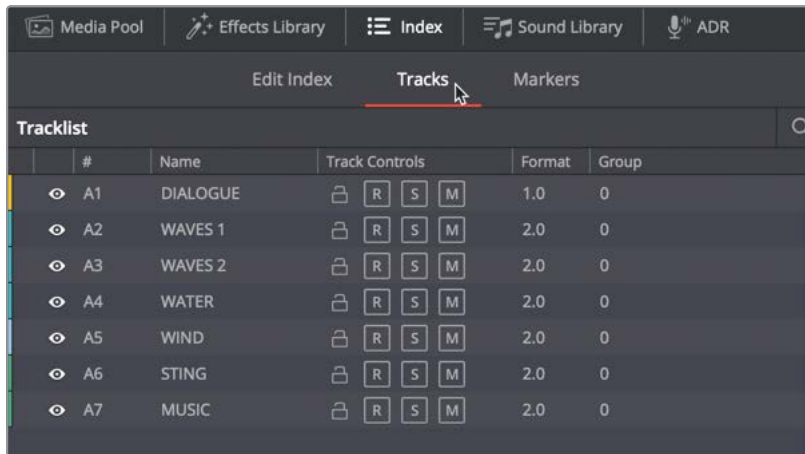 Media Pool Effects Library Index Sound Library ADR
Edit Index Tracks Markers
Tracklist
# Name Track Controls Format Group
A1 DIALOGUE R S M 1.0 0
A2 WAVES 1 R S M 2.0 0
A3 WAVES 2 R S M 2.0 0
A4 WATER R S M 2.0 0
A5 WIND R S M 2.0 0
A6 STING R S M 2.0 0
A7 MUSIC R S M 2.0 0